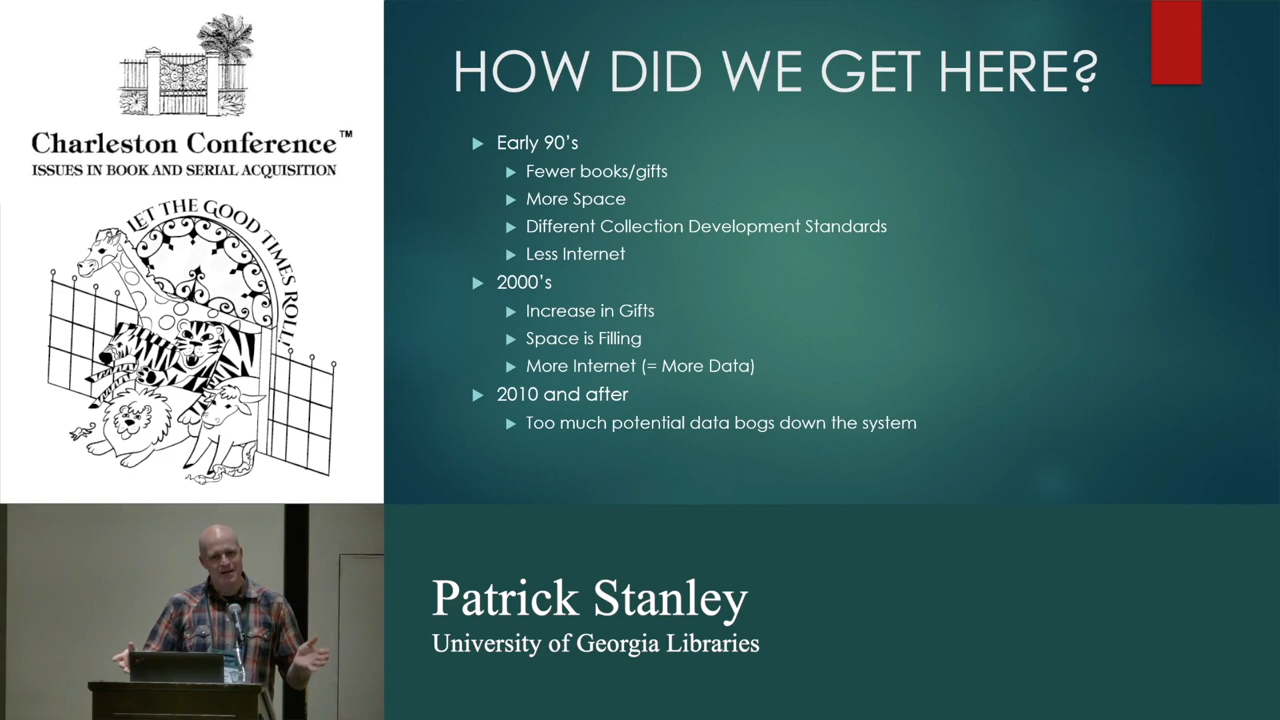 Charleston Conference™
ISSUES IN BOOK AND SERIAL ACQUISITION
LET THE GOOD TIMES ROLL!
HOW DID WE GET HERE?
Early 90’s
Fewer books/gifts
More Space
Different Collection Development Standards
Less Internet
2000’s
Increase in Gifts
Space is Filling
More Internet (= More Data)
2010 and after
Too much potential data bogs down the system
Patrick Stanley
University of Georgia Libraries